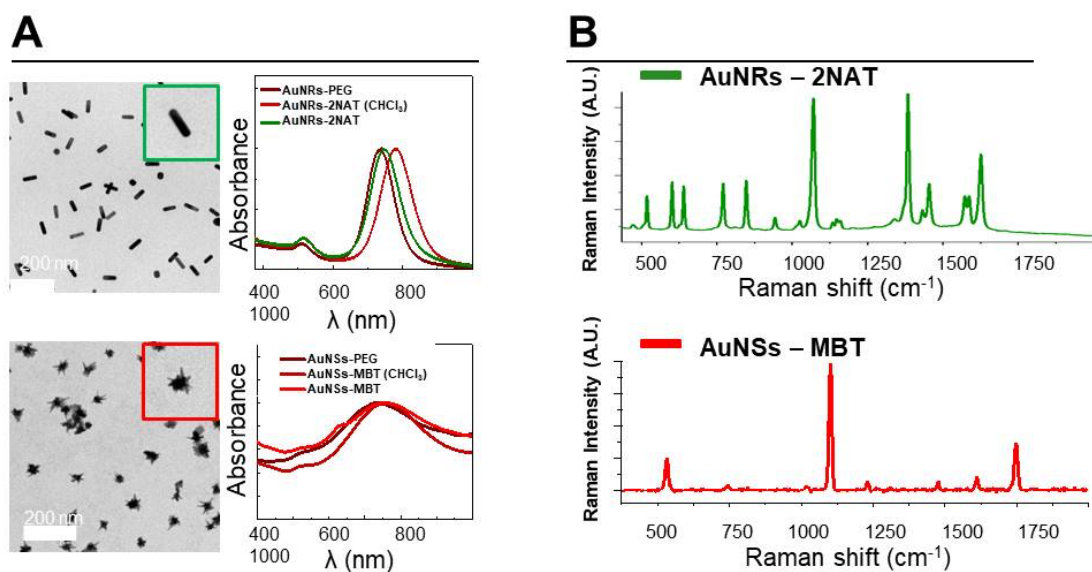 A
B
200 nm
AuNRs-PEG
AuNRs-2NAT (CHCl₃)
AuNRs-2NAT
Absorbance
400 600 800
1000
λ (nm)
200 nm
AuNSs-PEG
AuNSs-MBT (CHCl₃)
AuNSs-MBT
Absorbance
400 600 800
1000
λ (nm)
AuNRs – 2NAT
Raman Intensity (A.U.)
500 750 1000 1250 1500 1750
Raman shift (cm⁻¹)
AuNSs – MBT
Raman Intensity (A.U.)
500 750 1000 1250 1500 1750
Raman shift (cm⁻¹)